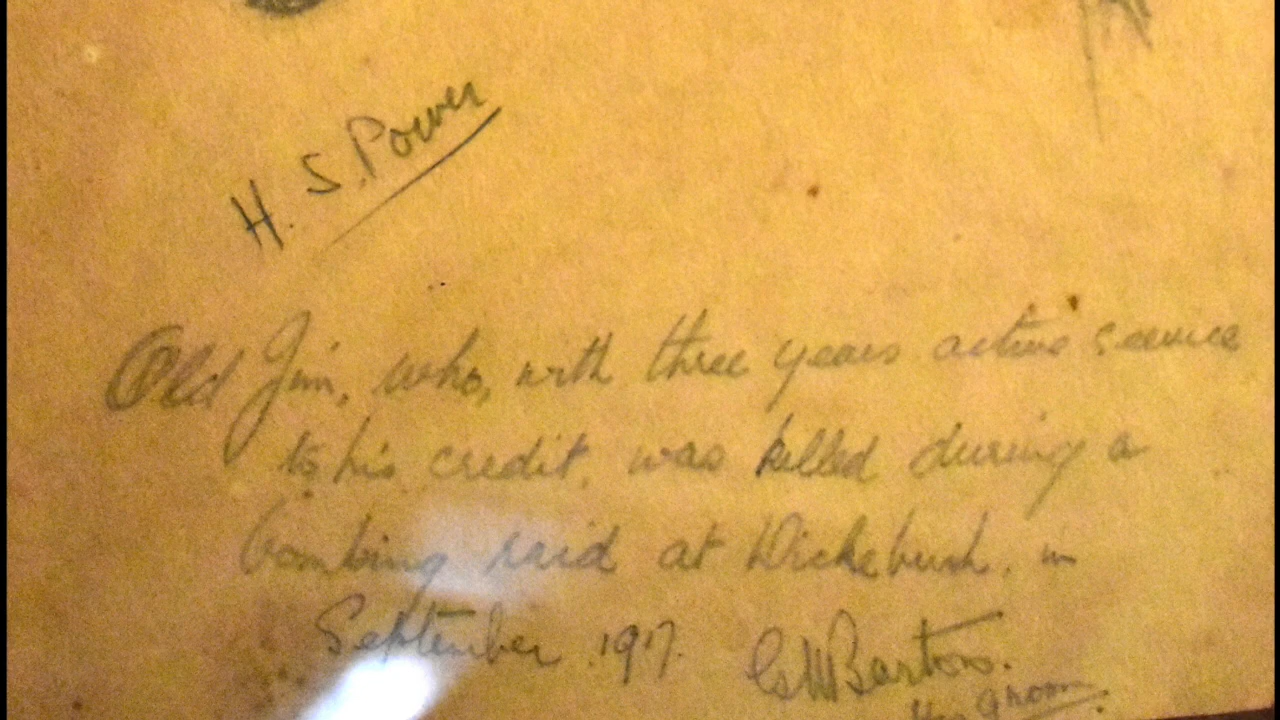 H. S. Power
Old Jim, who, with three years active service
to his credit, was killed during a
bombing raid at Dickebush. in
September 1917.
Barton.
groom.